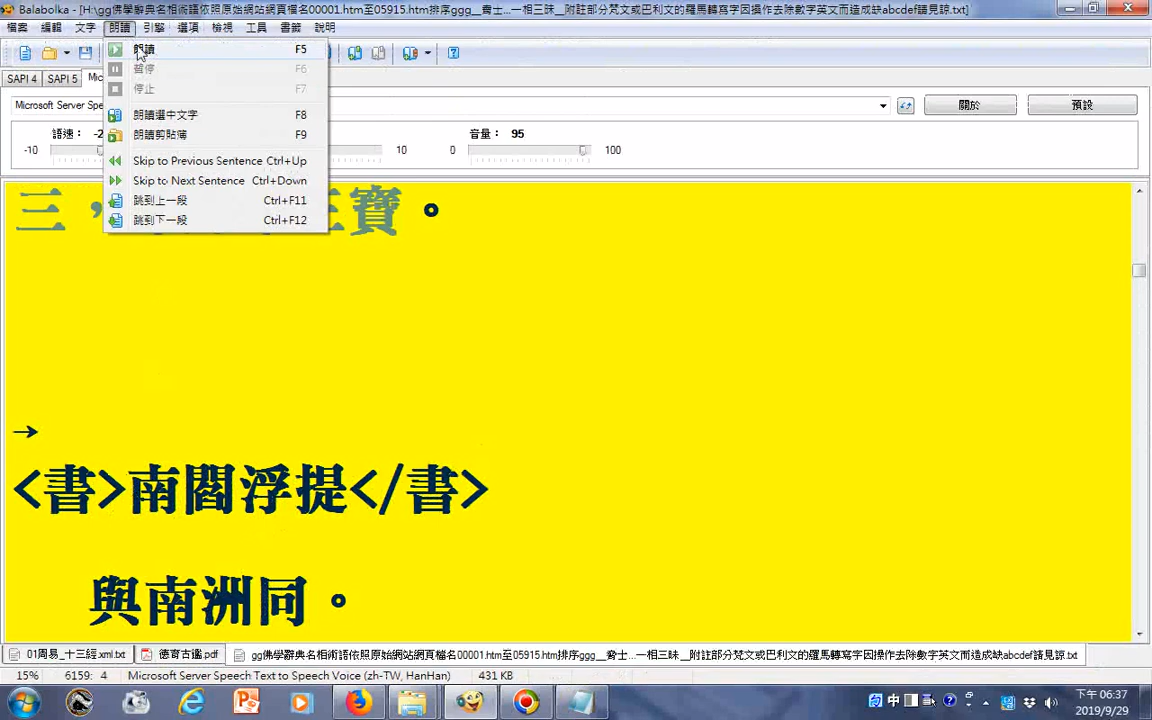 Balabolka - [H:\gg佛學辭典名相術語依照原始網站網頁檔名00001.htm至05915.htm排序ggg__齊士...一相三昧__附註部分梵文或巴利文的羅馬轉寫字因操作去除數字英文而造成缺abcdef請見諒.txt]
檔案 編輯 文字 朗讀 引擎 選項 檢視 工具 書籤 說明
朗讀 F5
暫停 F6
停止 F7
朗讀選中文字 F8
朗讀剪貼簿 F9
Skip to Previous Sentence Ctrl+Up
Skip to Next Sentence Ctrl+Down
跳到上一段 Ctrl+F11
跳到下一段 Ctrl+F12
SAPI 4 SAPI 5 Mic
Microsoft Server Spe 關於 預設
語速： -2 音量： 95
-10 10 0 100
三， 三寶。
→
<書>南閻浮提</書>
與南洲同。
01周易_十三經.xml.txt 德育古鑑.pdf gg佛學辭典名相術語依照原始網站網頁檔名00001.htm至05915.htm排序ggg__齊士...一相三昧__附註部分梵文或巴利文的羅馬轉寫字因操作去除數字英文而造成缺abcdef請見諒.txt
15% 6159: 4 Microsoft Server Speech Text to Speech Voice (zh-TW, HanHan) 431 KB
中 下午 06:37
2019/9/29